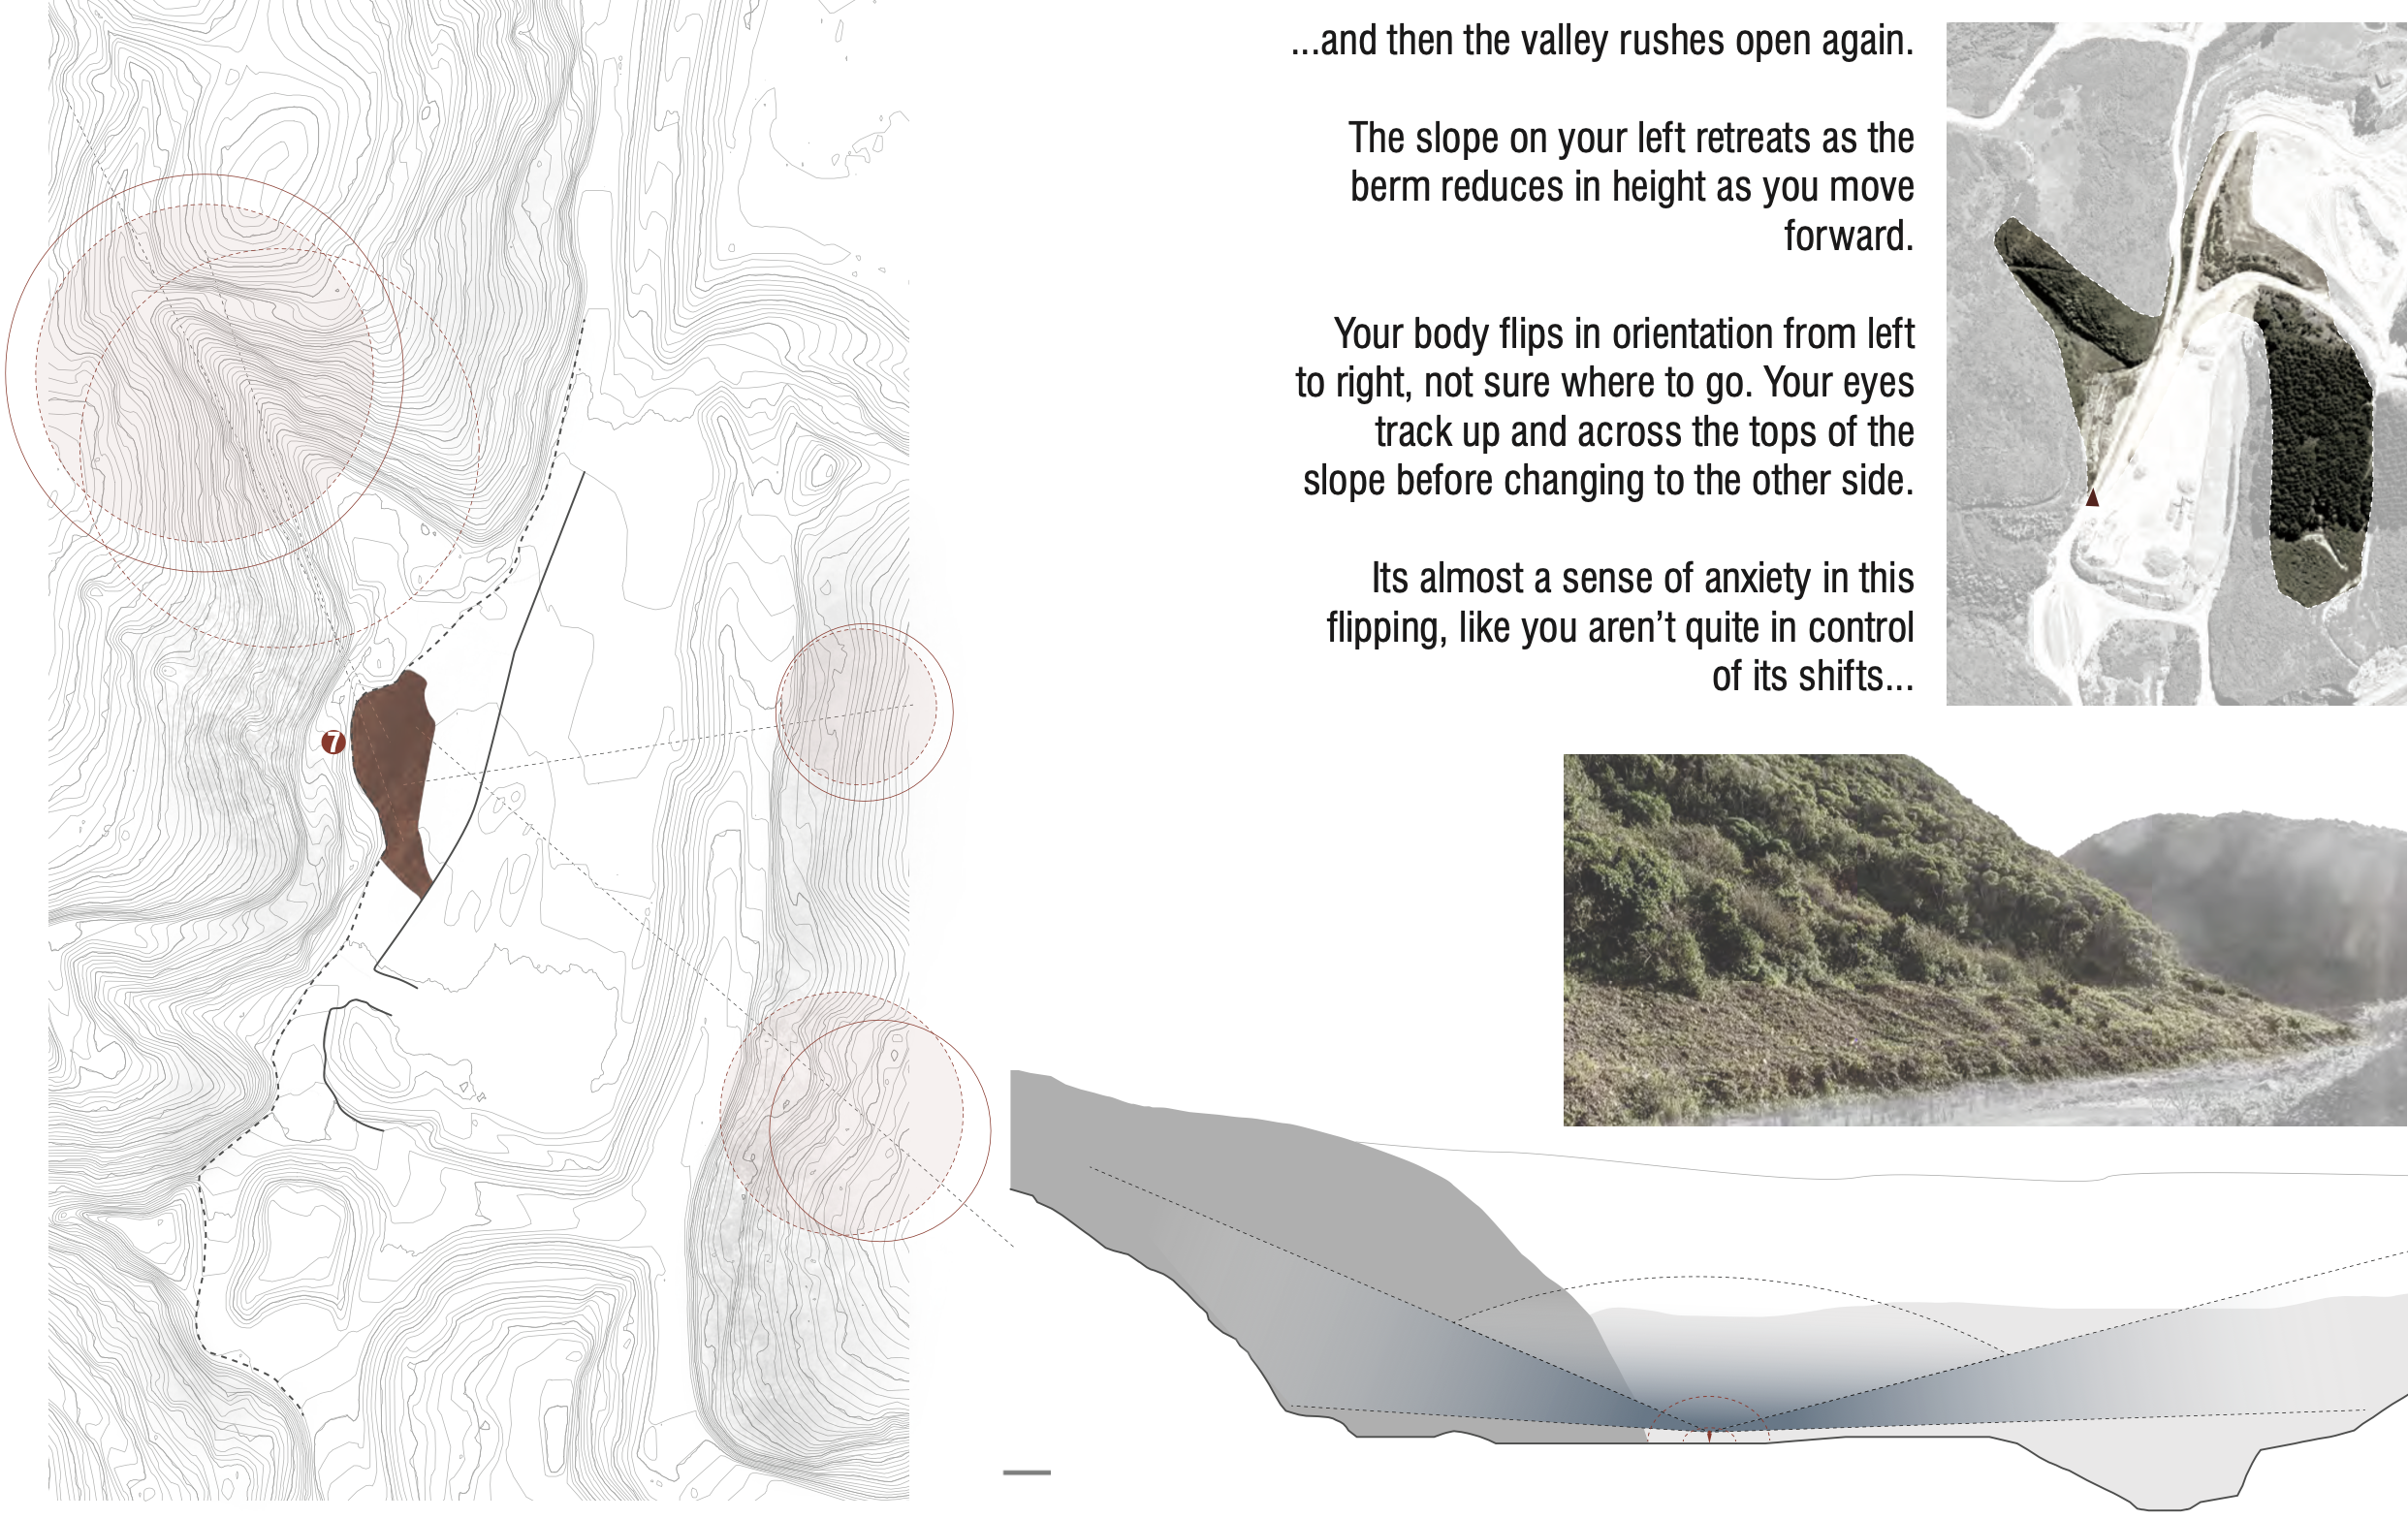 ...and then the valley rushes open again.
The slope on your left retreats as the
berm reduces in height as you move
forward.
Your body flips in orientation from left
to right, not sure where to go. Your eyes
track up and across the tops of the
slope before changing to the other side.
Its almost a sense of anxiety in this
flipping, like you aren’t quite in control
of its shifts...
7